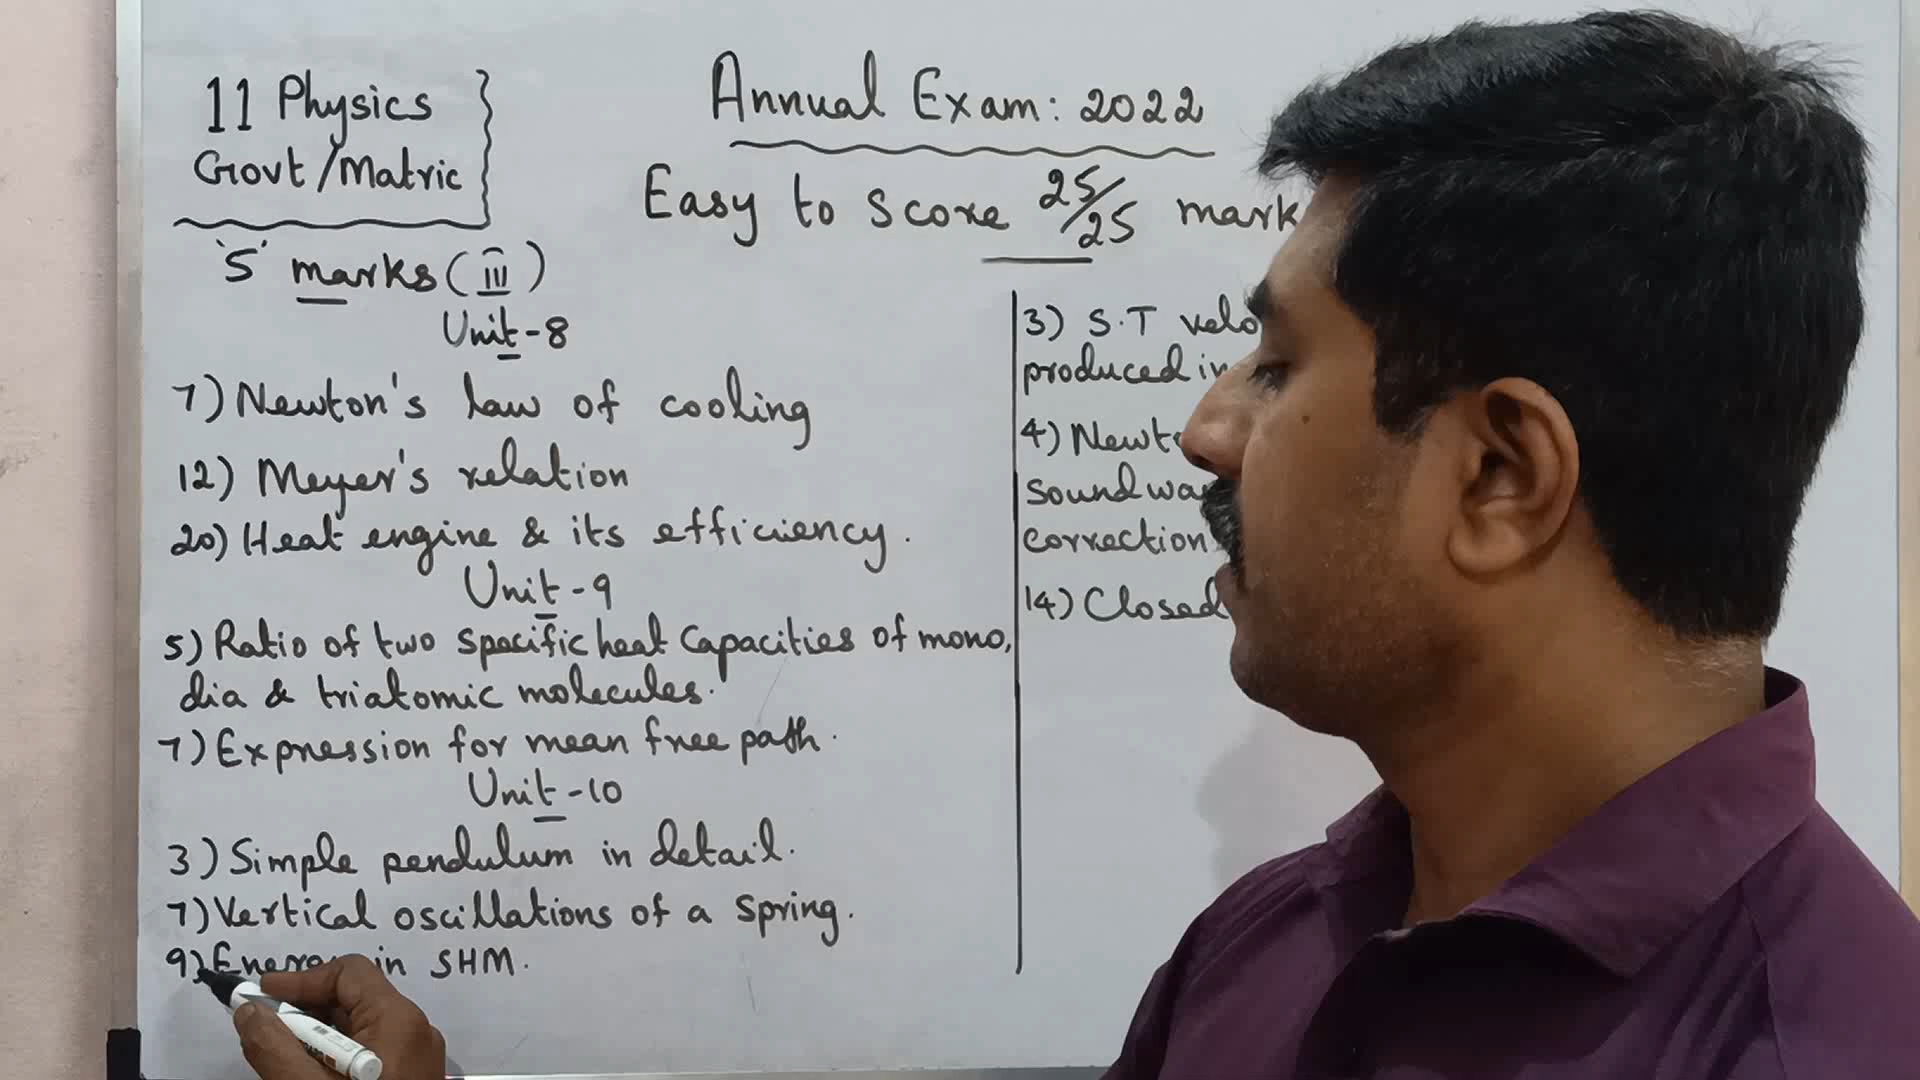 11 Physics
Govt/Matric
Annual Exam: 2022
Easy to score 25/25 mark
'5' marks (III)
Unit-8
7) Newton's law of cooling
12) Meyer's relation
20) Heat engine & its efficiency.
Unit-9
5) Ratio of two specific heat capacities of mono,
dia & triatomic molecules.
7) Expression for mean free path.
Unit-10
3) Simple pendulum in detail.
7) Vertical oscillations of a spring.
9) Energy in SHM.
3) S.T velo
produced in
4) Newto
sound wa
correction
14) Closed